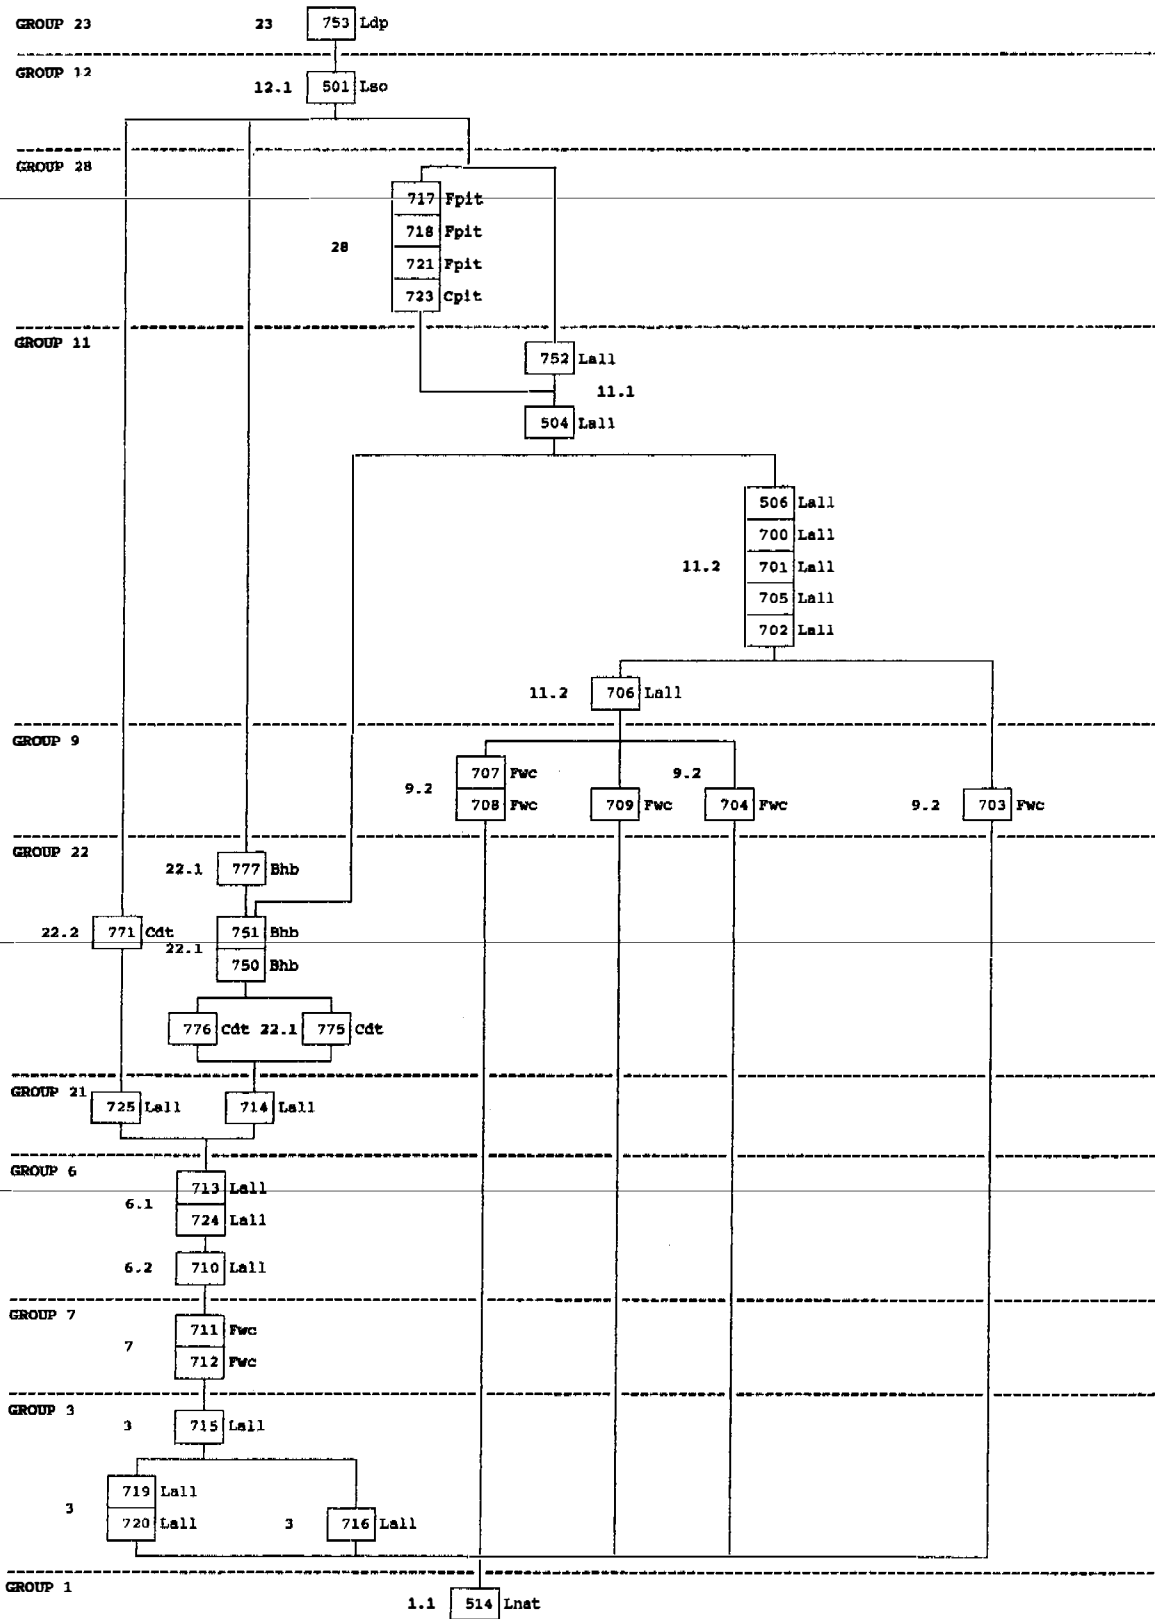 GROUP 23 23 753 Ldp
GROUP 12
12.1 501 Lso
GROUP 28
717 Fpit
718 Fpit
28
721 Fpit
723 Cpit
GROUP 11
752 Lall
11.1
504 Lall
506 Lall
700 Lall
11.2 701 Lall
705 Lall
702 Lall
11.2 706 Lall
GROUP 9
707 Fwc 9.2
9.2
708 Fwc 709 Fwc 704 Fwc 9.2 703 Fwc
GROUP 22
22.1 777 Bhb
22.2 771 Cdt 751 Bhb
22.1
750 Bhb
776 Cdt 22.1 775 Cdt
GROUP 21
725 Lall 714 Lall
GROUP 6
713 Lall
6.1
724 Lall
6.2 710 Lall
GROUP 7
711 Fwc
7
712 Fwc
GROUP 3
3 715 Lall
719 Lall
3
720 Lall 3 716 Lall
GROUP 1
1.1 514 Lnat